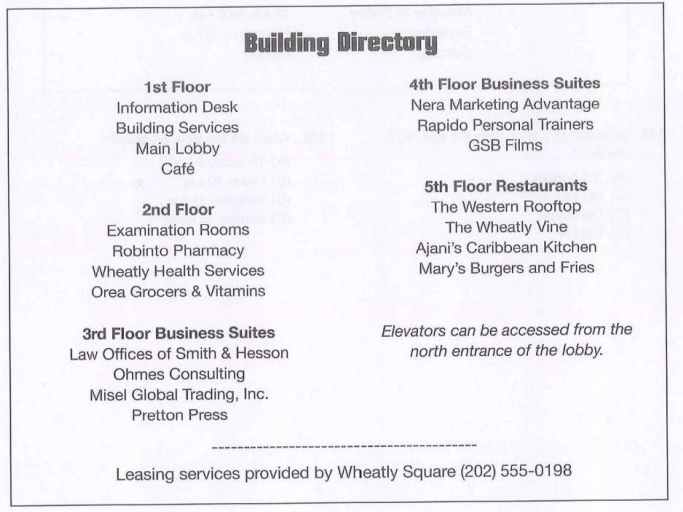 Building Directory
1st Floor
Information Desk
Building Services
Main Lobby
Café
2nd Floor
Examination Rooms
Robinto Pharmacy
Wheatly Health Services
Orea Grocers & Vitamins
3rd Floor Business Suites
Law Offices of Smith & Hesson
Ohmes Consulting
Misel Global Trading, Inc.
Pretton Press
4th Floor Business Suites
Nera Marketing Advantage
Rapido Personal Trainers
GSB Films
5th Floor Restaurants
The Western Rooftop
The Wheatly Vine
Ajani's Caribbean Kitchen
Mary's Burgers and Fries
Elevators can be accessed from the
north entrance of the lobby.
Leasing services provided by Wheatly Square (202) 555-0198